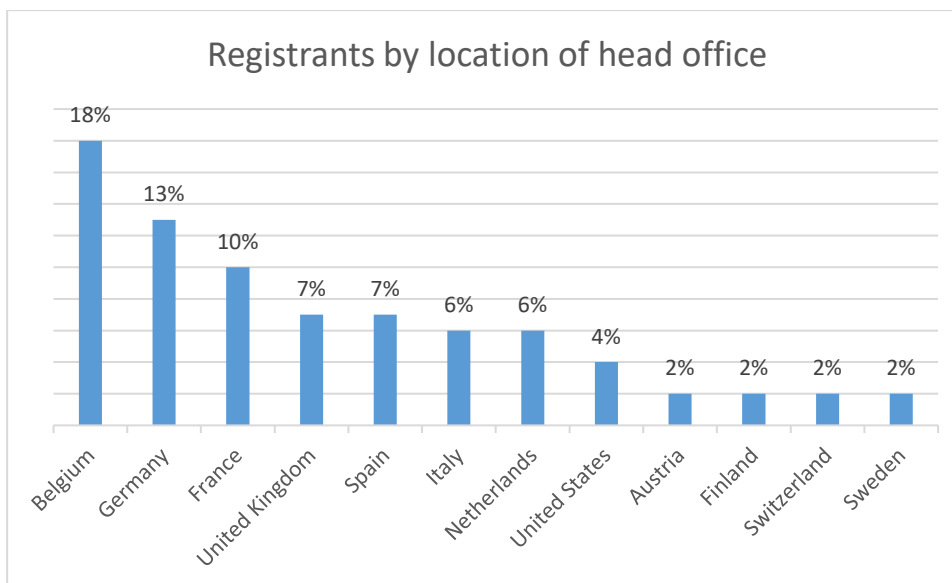 Registrants by location of head office
18%
13%
10%
7%
7%
6%
6%
4%
2%
2%
2%
2%
Belgium
Germany
France
United Kingdom
Spain
Italy
Netherlands
United States
Austria
Finland
Switzerland
Sweden